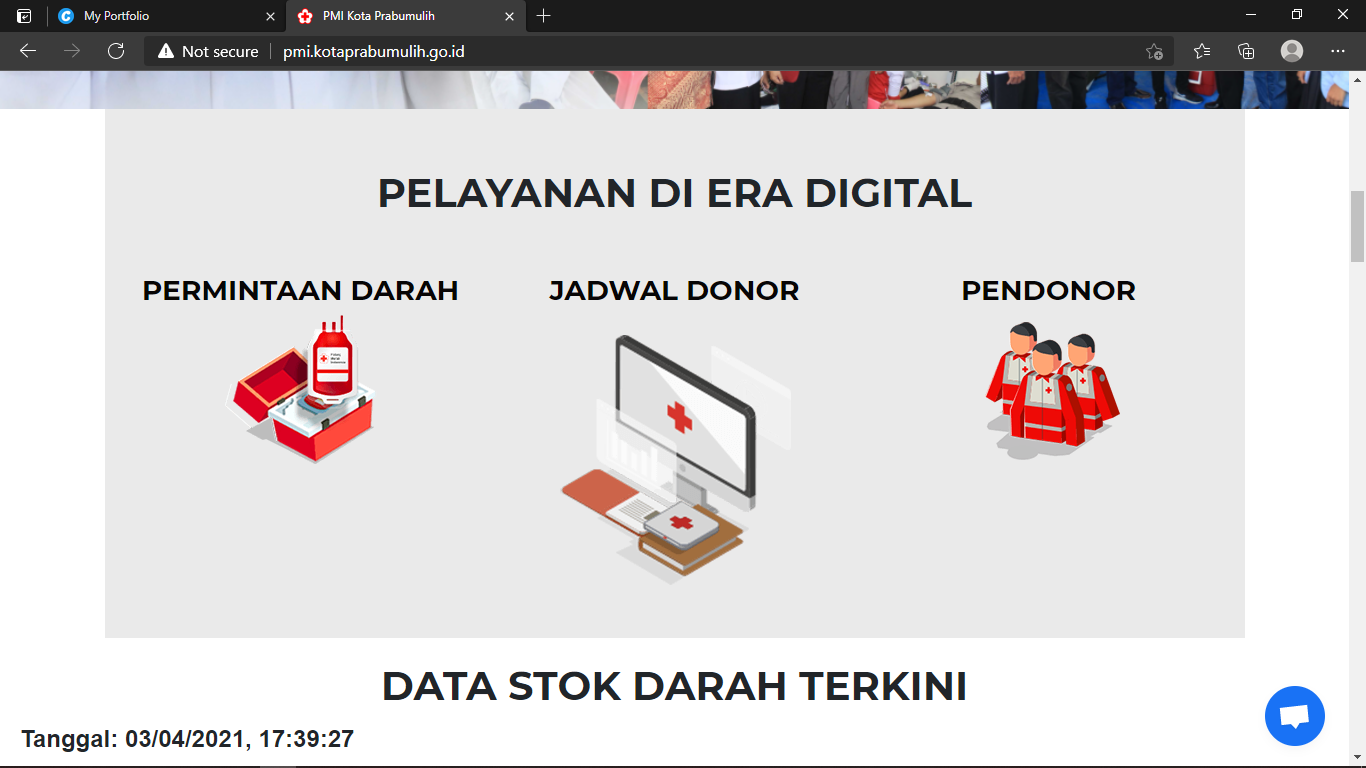 My Portfolio
PMI Kota Prabumulih
Not secure
pmi.kotaprabumulih.go.id
PELAYANAN DI ERA DIGITAL
PERMINTAAN DARAH
JADWAL DONOR
PENDONOR
DATA STOK DARAH TERKINI
Tanggal: 03/04/2021, 17:39:27